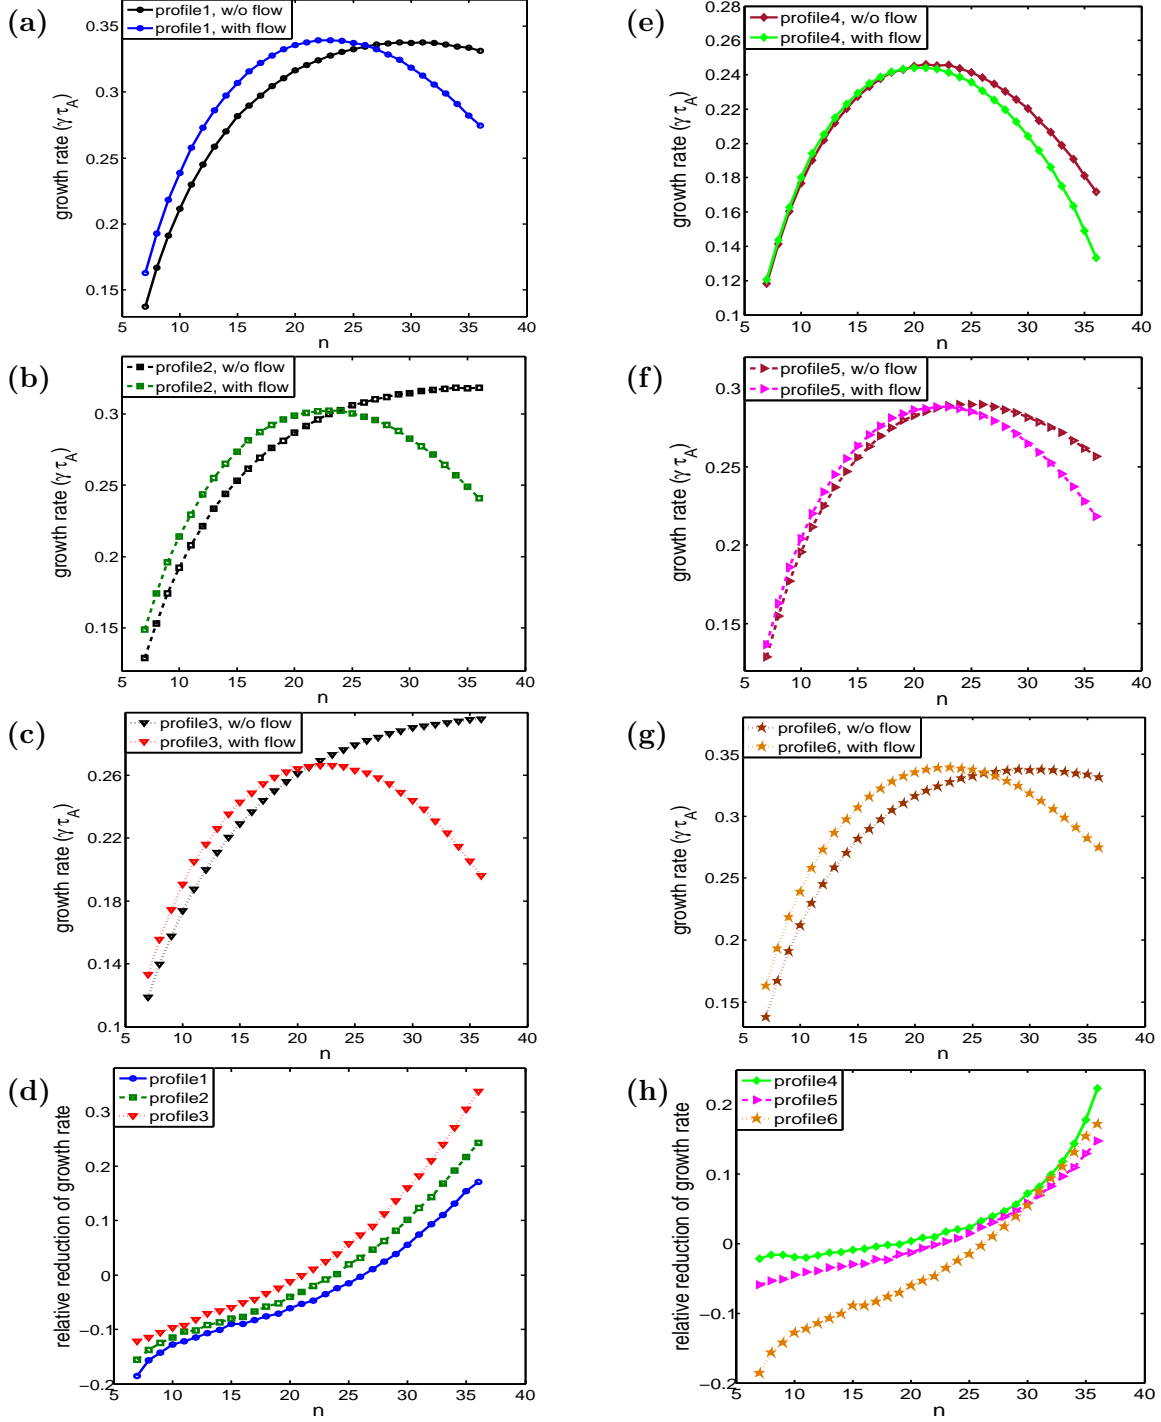 (a)
profile1, w/o flow
profile1, with flow
growth rate (γ τ_A)
0.35
0.3
0.25
0.2
0.15
5 10 15 20 25 30 35 40
n
(e)
profile4, w/o flow
profile4, with flow
growth rate (γ τ_A)
0.28
0.26
0.24
0.22
0.2
0.18
0.16
0.14
0.12
0.1
5 10 15 20 25 30 35 40
n
(b)
profile2, w/o flow
profile2, with flow
growth rate (γ τ_A)
0.3
0.25
0.2
0.15
5 10 15 20 25 30 35 40
n
(f)
profile5, w/o flow
profile5, with flow
growth rate (γ τ_A)
0.3
0.25
0.2
0.15
5 10 15 20 25 30 35 40
n
(c)
profile3, w/o flow
profile3, with flow
growth rate (γ τ_A)
0.26
0.22
0.18
0.14
0.1
5 10 15 20 25 30 35 40
n
(g)
profile6, w/o flow
profile6, with flow
growth rate (γ τ_A)
0.35
0.3
0.25
0.2
0.15
5 10 15 20 25 30 35 40
n
(d)
profile1
profile2
profile3
relative reduction of growth rate
0.3
0.2
0.1
0
−0.1
−0.2
5 10 15 20 25 30 35 40
n
(h)
profile4
profile5
profile6
relative reduction of growth rate
0.2
0.1
0
−0.1
−0.2
5 10 15 20 25 30 35 40
n